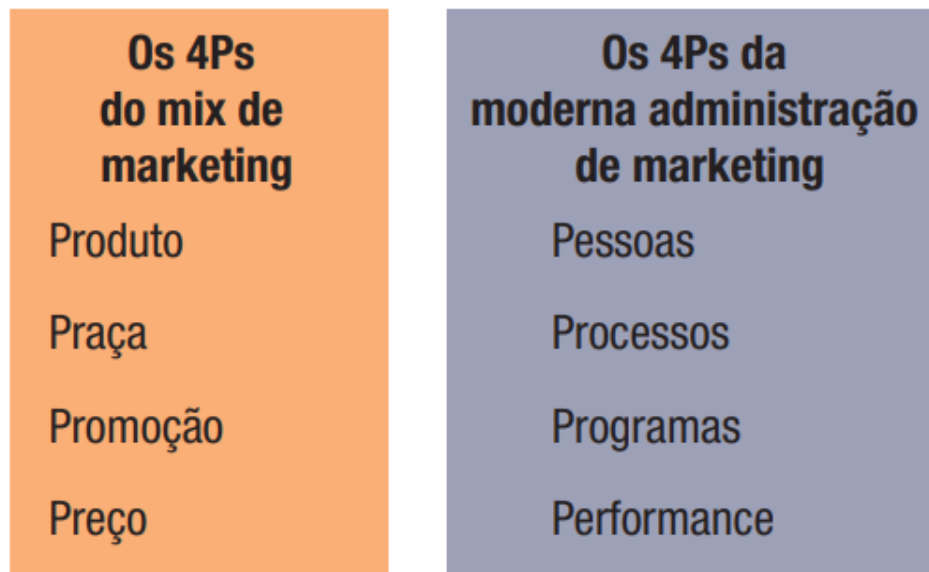 Os 4Ps
do mix de
marketing
Produto
Praça
Promoção
Preço
Os 4Ps da
moderna administração
de marketing
Pessoas
Processos
Programas
Performance